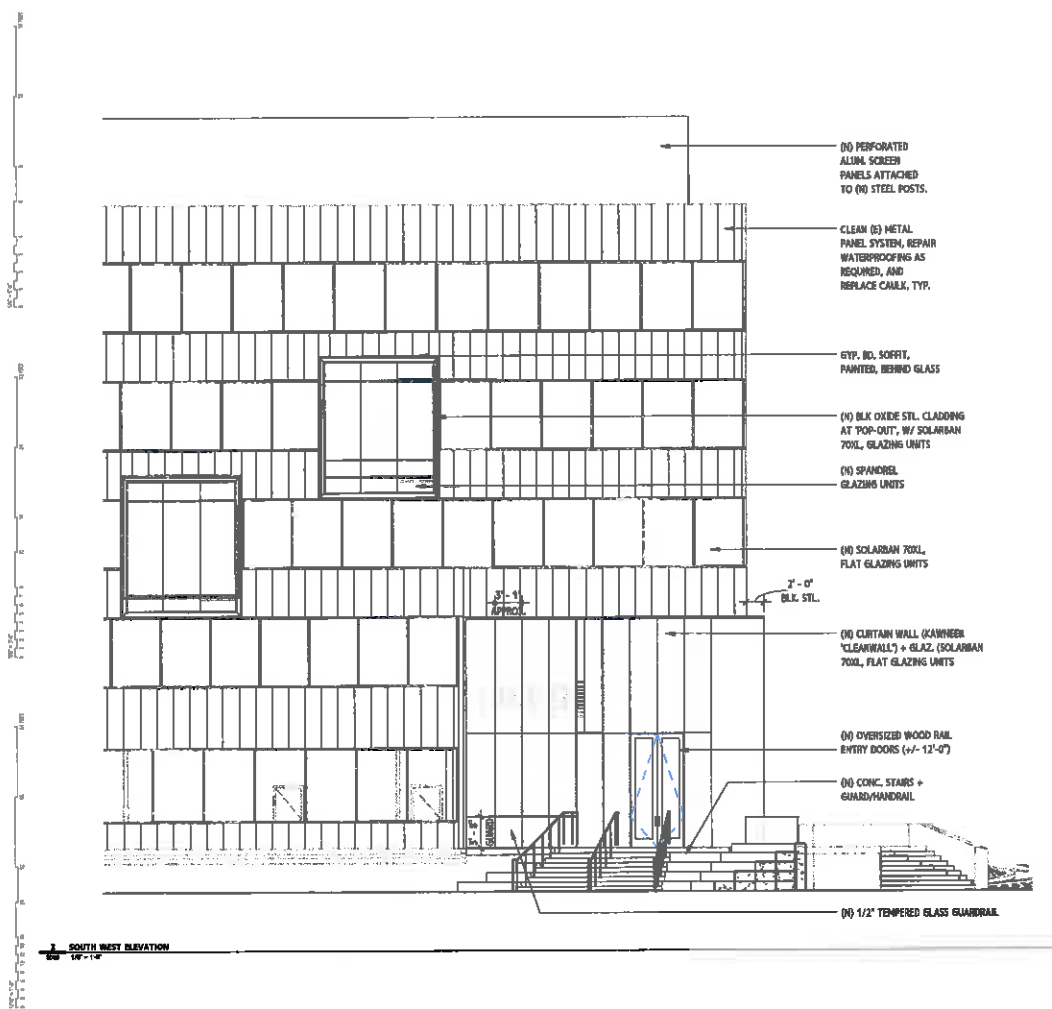 (N) PERFORATED
ALUM. SCREEN
PANELS ATTACHED
TO (N) STEEL POSTS.
CLEAN (E) METAL
PANEL SYSTEM, REPAIR
WATERPROOFING AS
REQUIRED, AND
REPLACE CAULK, TYP.
GYP. BD. SOFFIT,
PAINTED, BEHIND GLASS
(N) BLK OXIDE STL. CLADDING
AT 'POP-OUT', W/ SOLARBAN
70XL, GLAZING UNITS
(N) SPANDREL
GLAZING UNITS
(N) SOLARBAN 70XL,
FLAT GLAZING UNITS
2' - 0"
BLK. STL.
3' - 1"
APPROX.
(N) CURTAIN WALL (KAWNEER
'CLEARWALL') + GLAZ. (SOLARBAN
70XL, FLAT GLAZING UNITS
(N) OVERSIZED WOOD RAIL
ENTRY DOORS (+/- 12'-0")
(N) CONC. STAIRS +
GUARD/HANDRAIL
GUARD
(N) 1/2" TEMPERED GLASS GUARDRAIL
SOUTH WEST ELEVATION